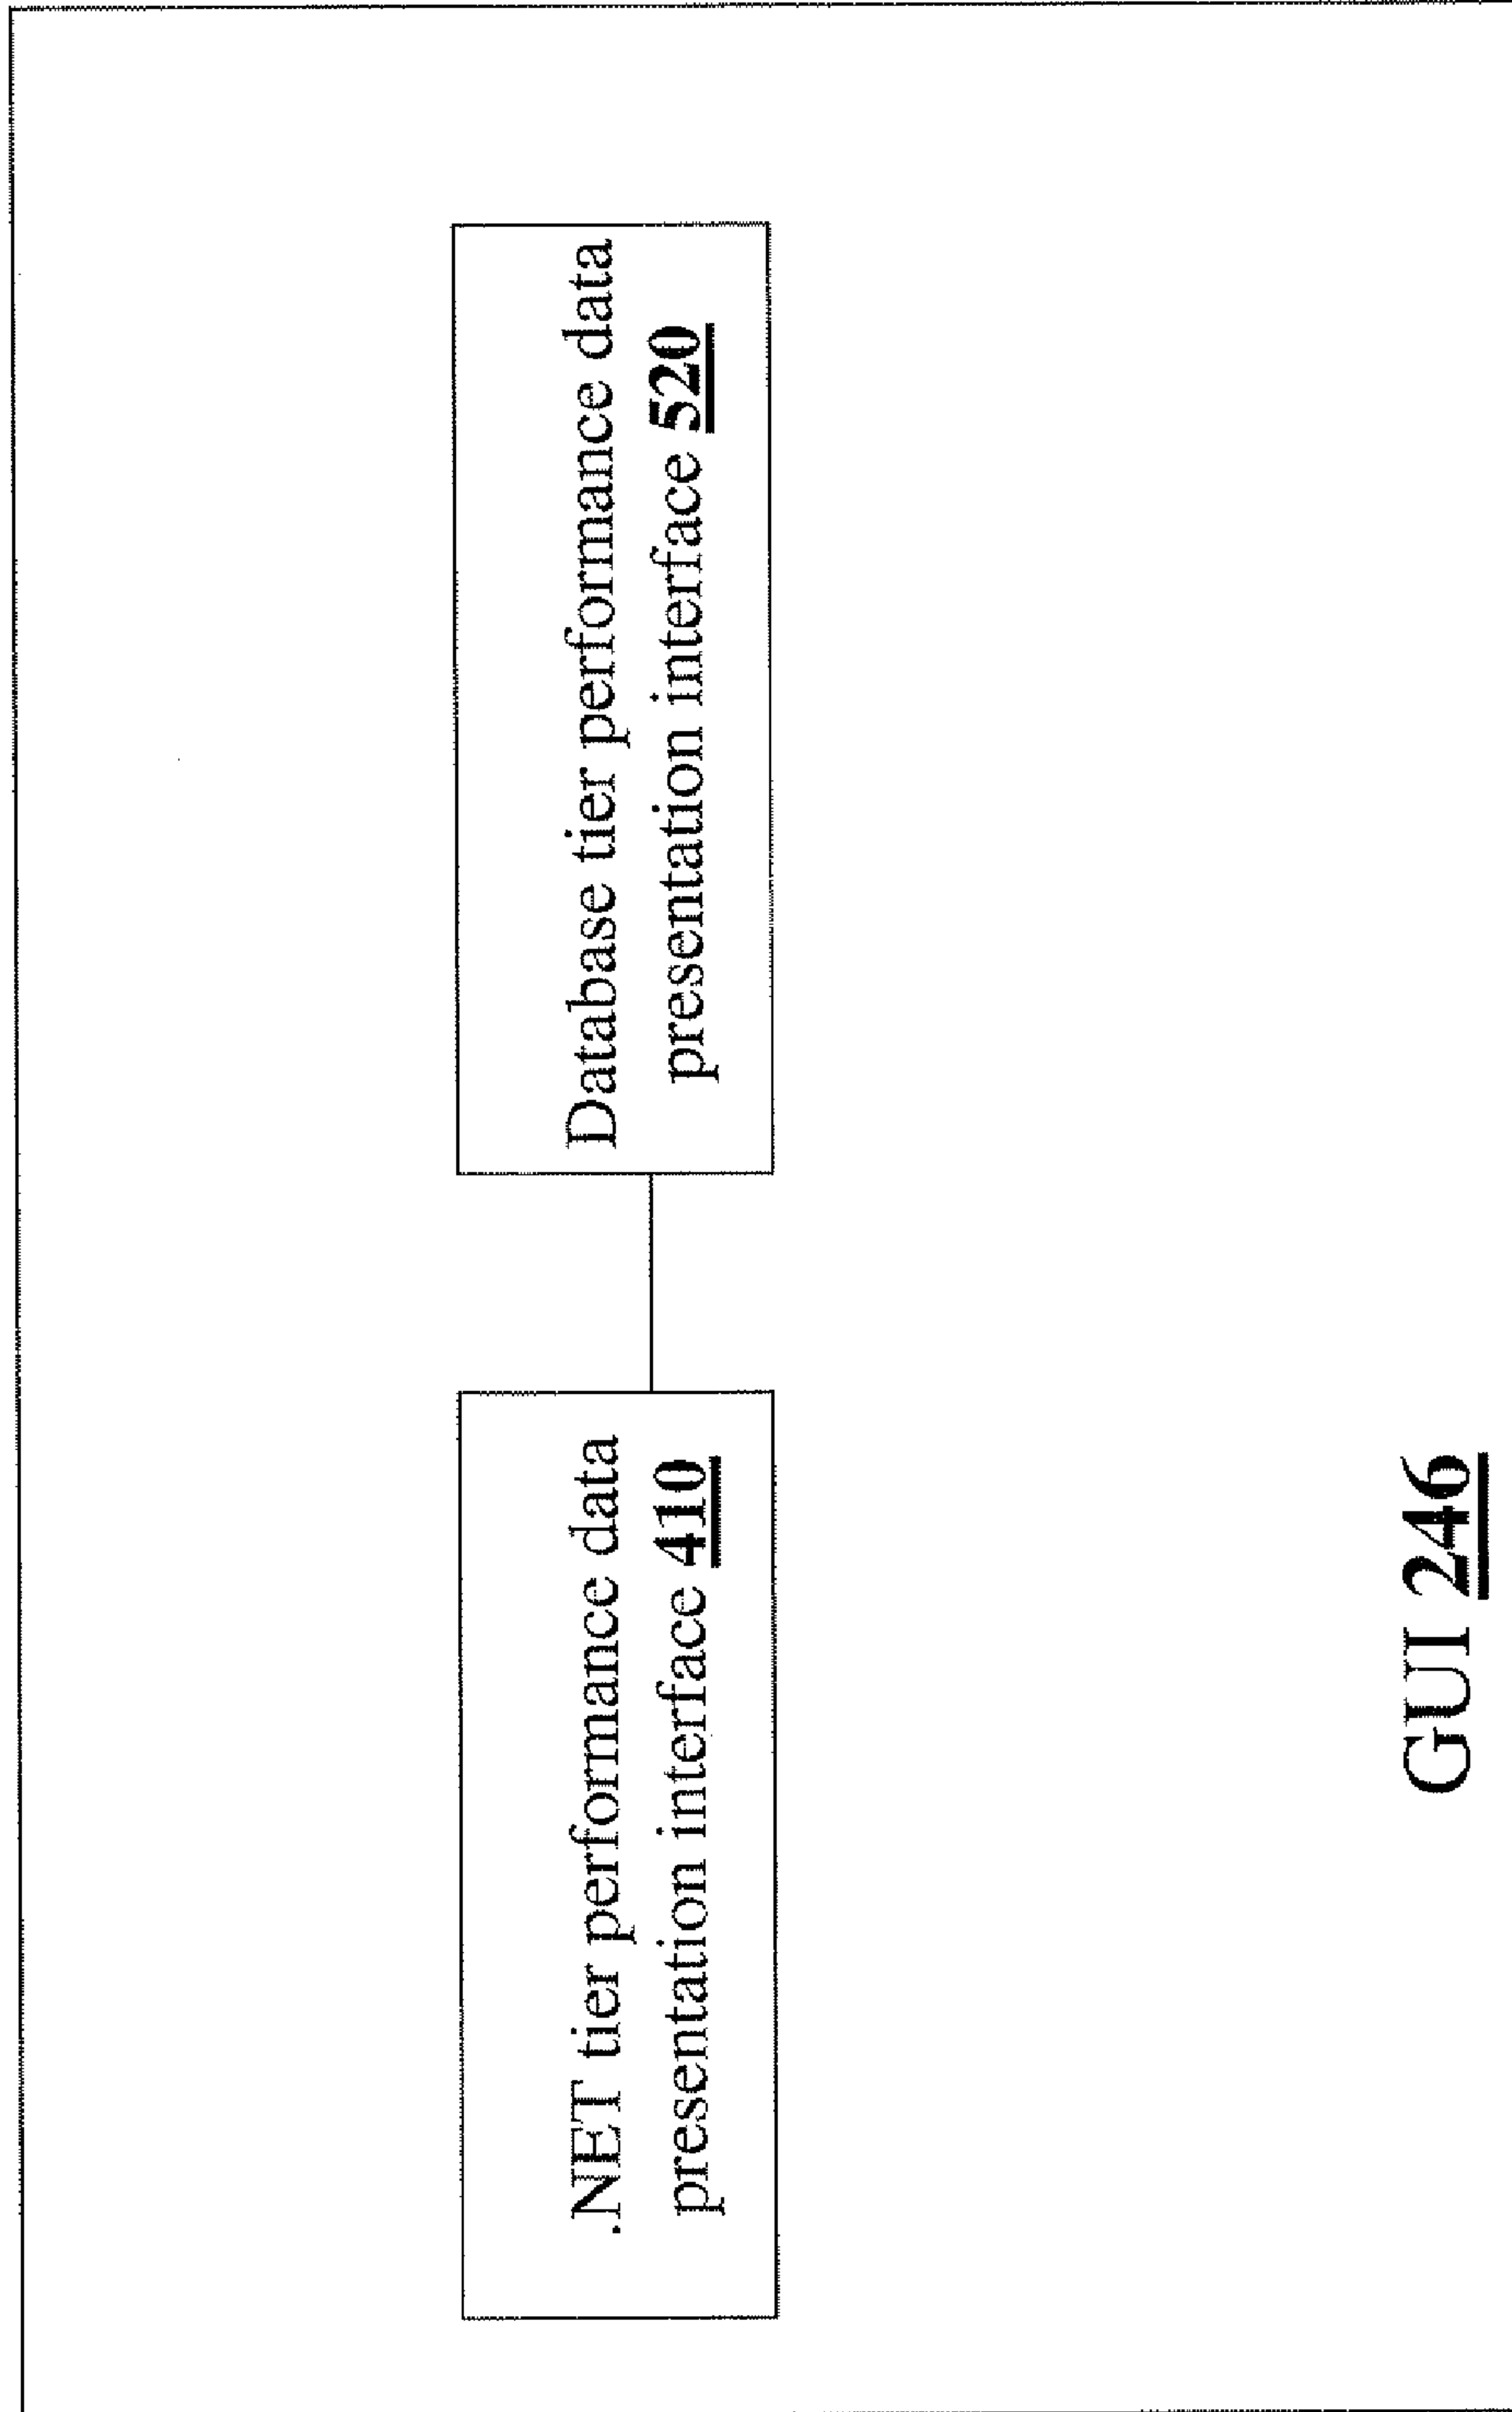 .NET tier performance data
presentation interface 410
Database tier performance data
presentation interface 520
GUI 246